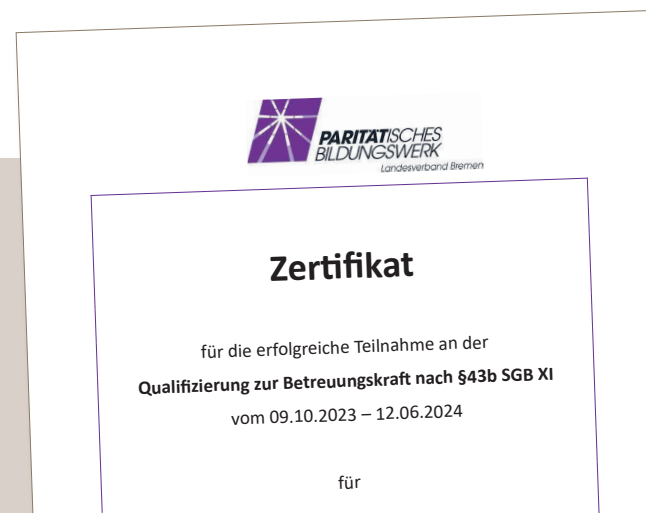 PARITÄTISCHES
BILDUNGSWERK
Landesverband Bremen
Zertifikat
für die erfolgreiche Teilnahme an der
Qualifizierung zur Betreuungskraft nach §43b SGB XI
vom 09.10.2023 – 12.06.2024
für